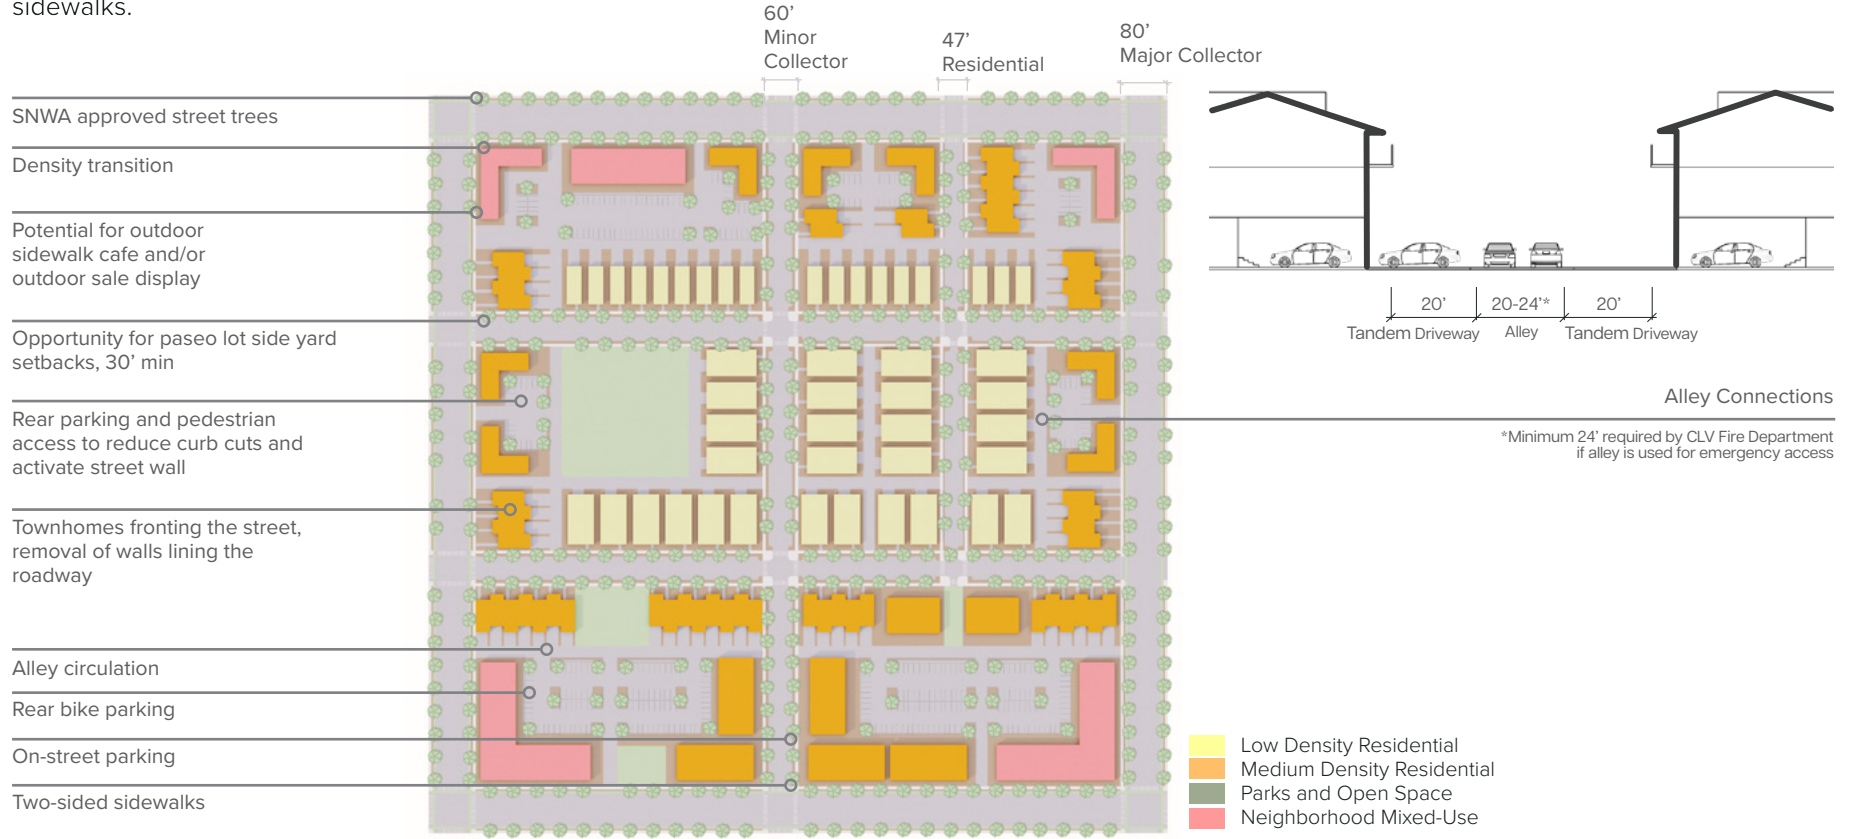 sidewalks.
60’
Minor
Collector
47’
Residential
80’
Major Collector
SNWA approved street trees
Density transition
Potential for outdoor
sidewalk cafe and/or
outdoor sale display
Opportunity for paseo lot side yard
setbacks, 30’ min
Rear parking and pedestrian
access to reduce curb cuts and
activate street wall
Townhomes fronting the street,
removal of walls lining the
roadway
Alley circulation
Rear bike parking
On-street parking
Two-sided sidewalks
20’
20-24’*
20’
Tandem Driveway
Alley
Tandem Driveway
Alley Connections
*Minimum 24’ required by CLV Fire Department
if alley is used for emergency access
Low Density Residential
Medium Density Residential
Parks and Open Space
Neighborhood Mixed-Use